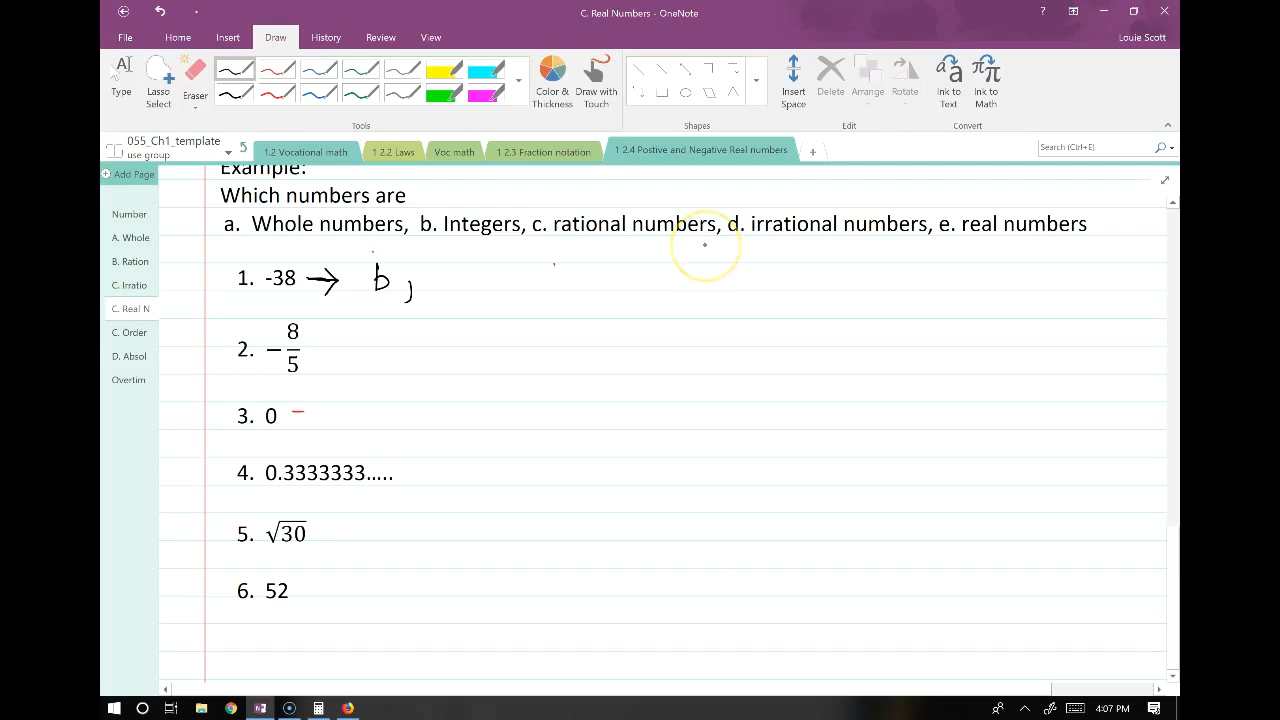 C. Real Numbers - OneNote
File Home Insert Draw History Review View
Louie Scott
Type
Lasso Select
Eraser
Color & Thickness
Draw with Touch
Insert Space
Delete
Arrange
Rotate
Ink to Text
Ink to Math
Tools
Shapes
Edit
Convert
055_Ch1_template
use group
1.2 Vocational math
1 2.2 Laws
Voc math
1 2.3 Fraction notation
1 2.4 Postive and Negative Real numbers
Search (Ctrl+E)
Add Page
Number
A. Whole
B. Ration
C. Irratio
C. Real N
C. Order
D. Absol
Overtim
Example:
Which numbers are
a. Whole numbers, b. Integers, c. rational numbers, d. irrational numbers, e. real numbers
1. -38 → b ,
2. −8/5
3. 0
4. 0.3333333.....
5. √30
6. 52
4:07 PM